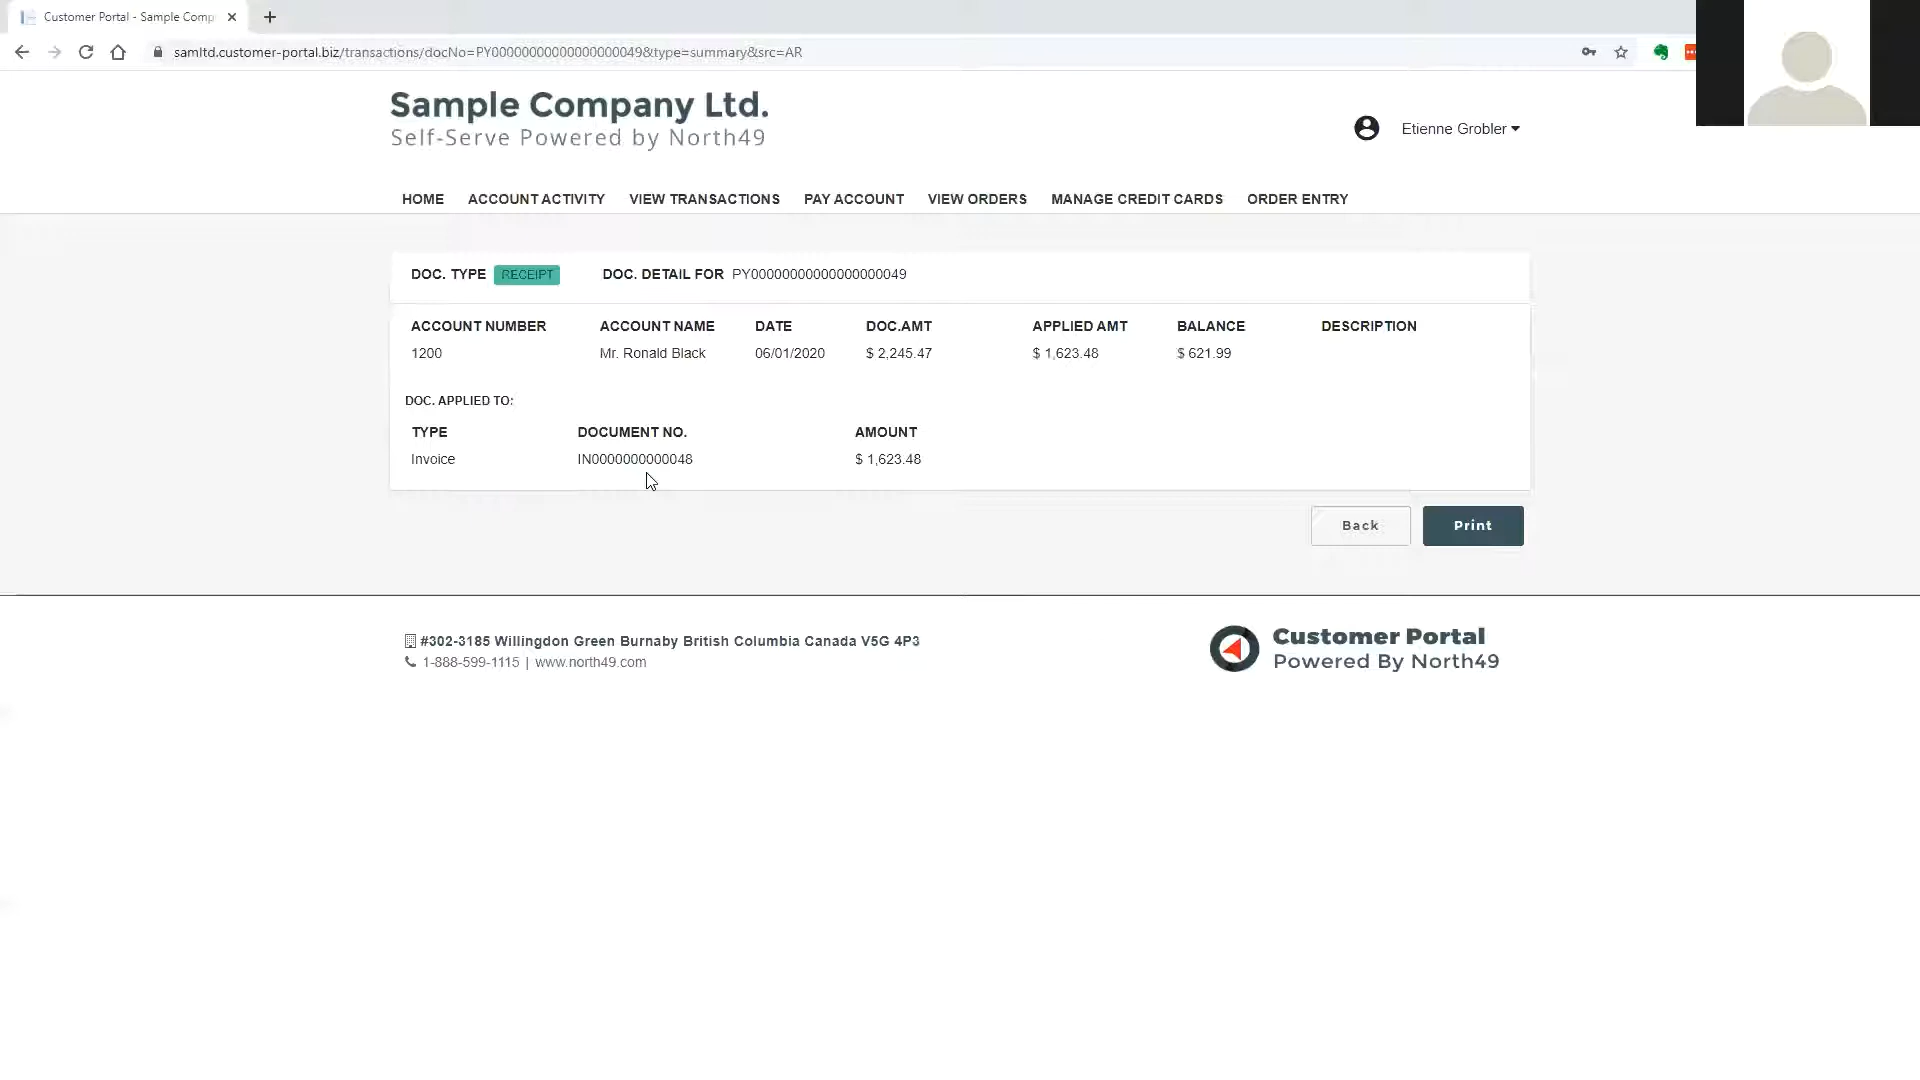 Customer Portal - Sample Comp
samltd.customer-portal.biz/transactions/docNo=PY00000000000000000049&type=summary&src=AR
Sample Company Ltd.
Self-Serve Powered by North49
Etienne Grobler
HOME ACCOUNT ACTIVITY VIEW TRANSACTIONS PAY ACCOUNT VIEW ORDERS MANAGE CREDIT CARDS ORDER ENTRY
DOC. TYPE RECEIPT DOC. DETAIL FOR PY00000000000000000049
ACCOUNT NUMBER ACCOUNT NAME DATE DOC.AMT APPLIED AMT BALANCE DESCRIPTION
1200 Mr. Ronald Black 06/01/2020 $ 2,245.47 $ 1,623.48 $ 621.99
DOC. APPLIED TO:
TYPE DOCUMENT NO. AMOUNT
Invoice IN0000000000048 $ 1,623.48
Back Print
#302-3185 Willingdon Green Burnaby British Columbia Canada V5G 4P3
1-888-599-1115 | www.north49.com
Customer Portal
Powered By North49